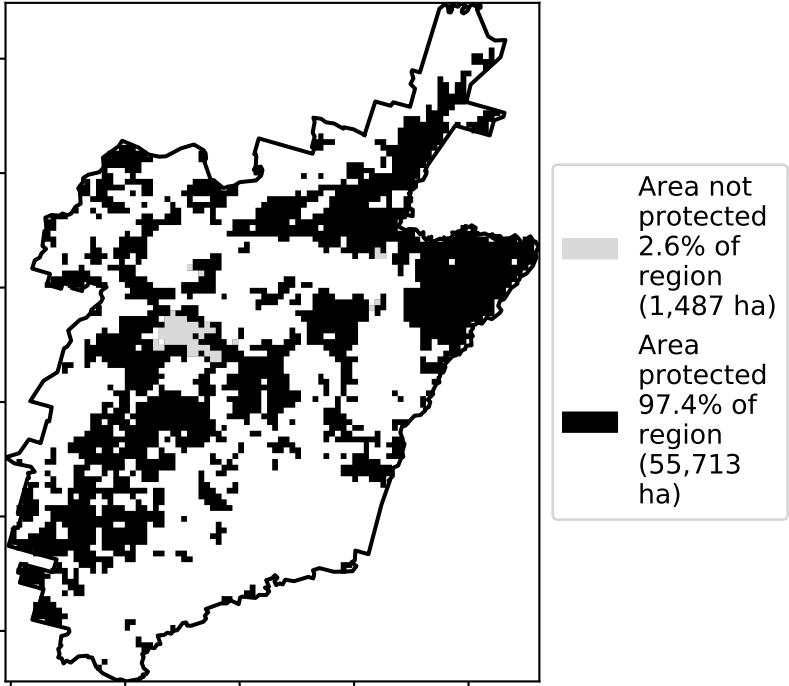 Area not
protected
2.6% of
region
(1,487 ha)
Area
protected
97.4% of
region
(55,713
ha)